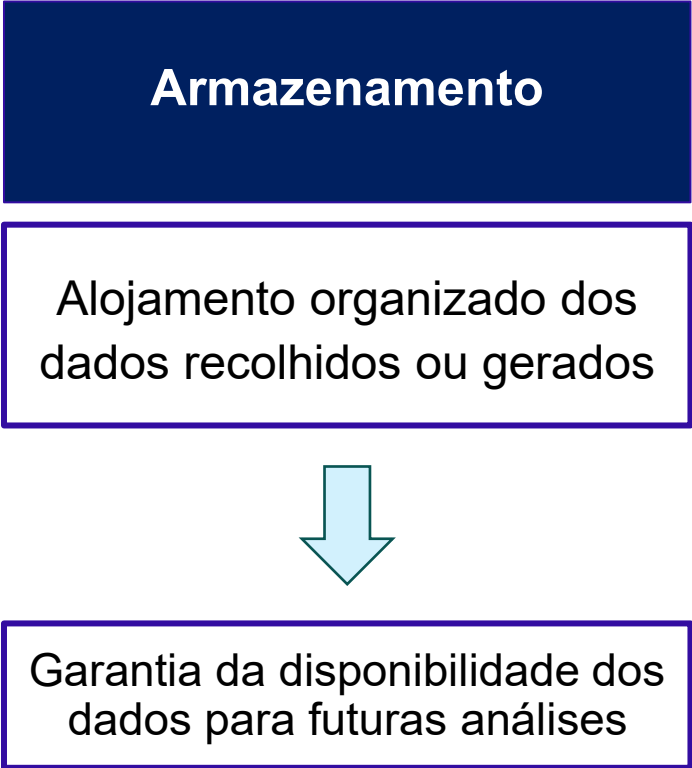 Armazenamento
Alojamento organizado dos
dados recolhidos ou gerados
Garantia da disponibilidade dos
dados para futuras análises